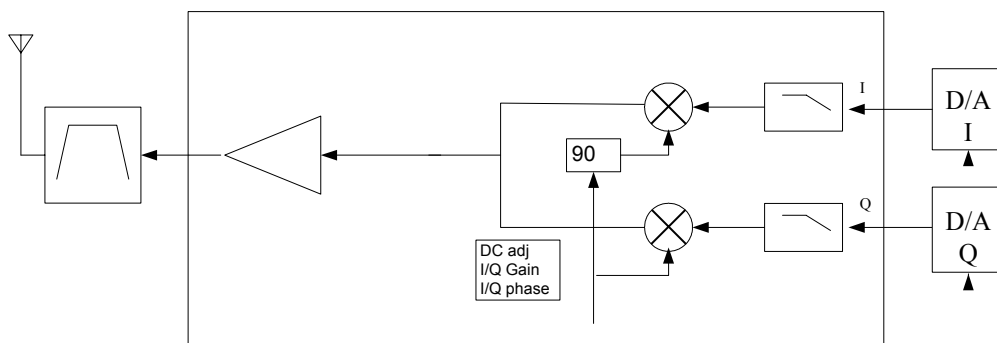 I
D/A
I
90
Q
D/A
Q
DC adj
I/Q Gain
I/Q phase